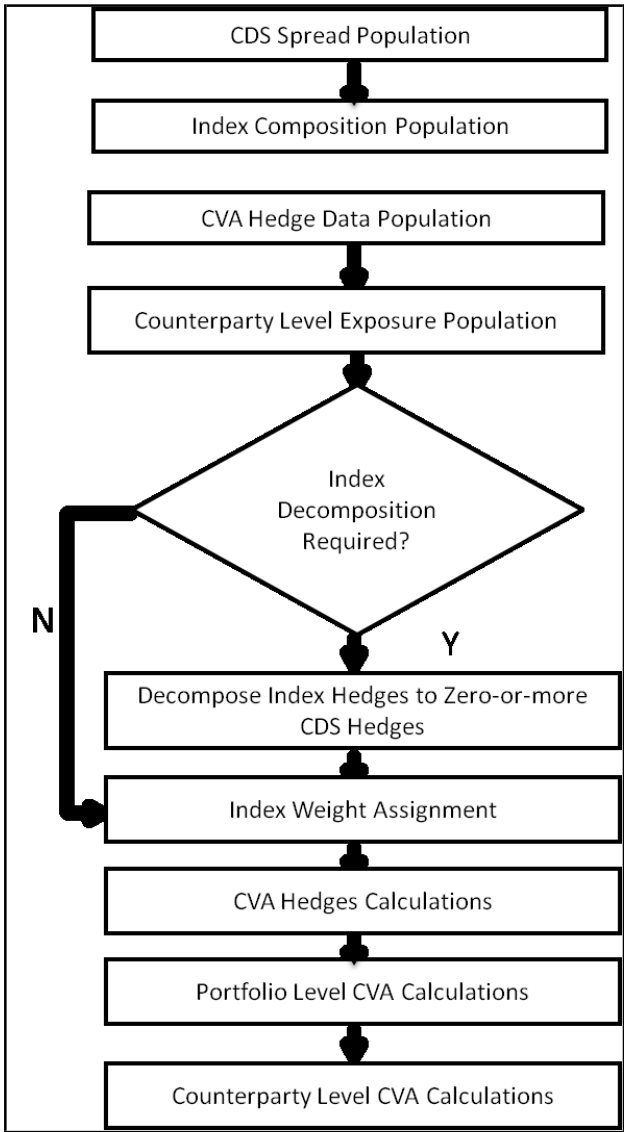 CDS Spread Population
Index Composition Population
CVA Hedge Data Population
Counterparty Level Exposure Population
Index
Decomposition
Required?
N
Y
Decompose Index Hedges to Zero-or-more
CDS Hedges
Index Weight Assignment
CVA Hedges Calculations
Portfolio Level CVA Calculations
Counterparty Level CVA Calculations